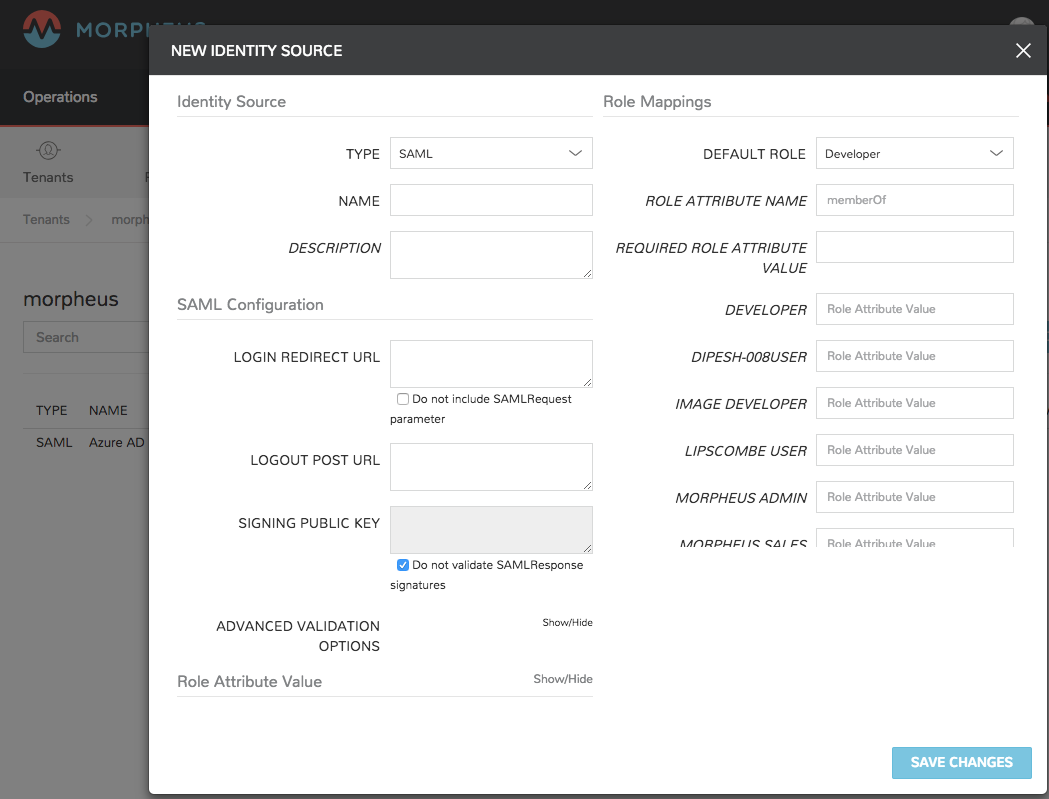 MORPHEUS
NEW IDENTITY SOURCE
Operations
Tenants
Tenants
morph
morpheus
Search
TYPE NAME
SAML Azure AD
Identity Source
TYPE SAML
NAME
DESCRIPTION
SAML Configuration
LOGIN REDIRECT URL
Do not include SAMLRequest
parameter
LOGOUT POST URL
SIGNING PUBLIC KEY
Do not validate SAMLResponse
signatures
ADVANCED VALIDATION
OPTIONS
Show/Hide
Role Attribute Value Show/Hide
Role Mappings
DEFAULT ROLE Developer
ROLE ATTRIBUTE NAME memberOf
REQUIRED ROLE ATTRIBUTE
VALUE
DEVELOPER Role Attribute Value
DIPESH-008USER Role Attribute Value
IMAGE DEVELOPER Role Attribute Value
LIPSCOMBE USER Role Attribute Value
MORPHEUS ADMIN Role Attribute Value
MORPHEUS SALES Role Attribute Value
SAVE CHANGES